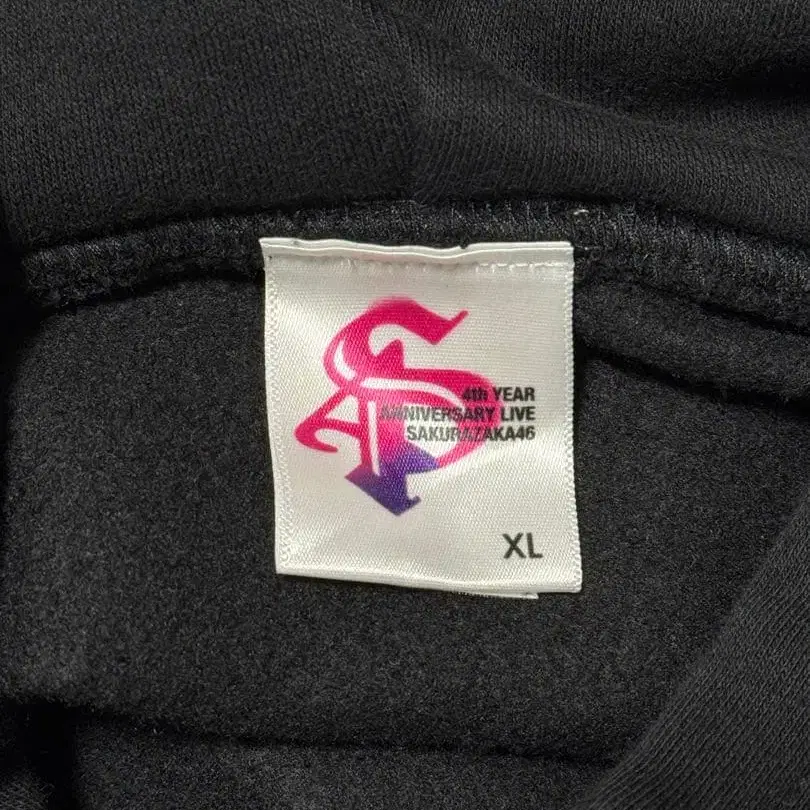 4th YEAR
ANNIVERSARY LIVE
SAKURAZAKA46
XL